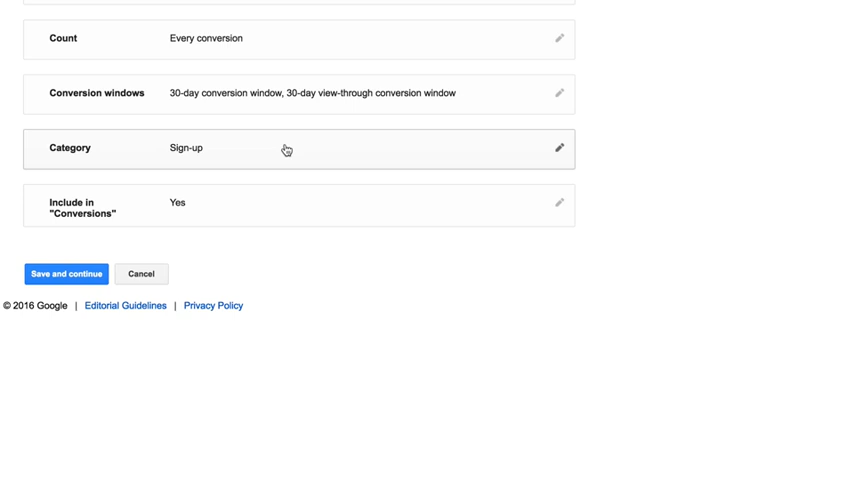 Count Every conversion
Conversion windows 30-day conversion window, 30-day view-through conversion window
Category Sign-up
Include in Yes
"Conversions"
Save and continue Cancel
© 2016 Google | Editorial Guidelines | Privacy Policy